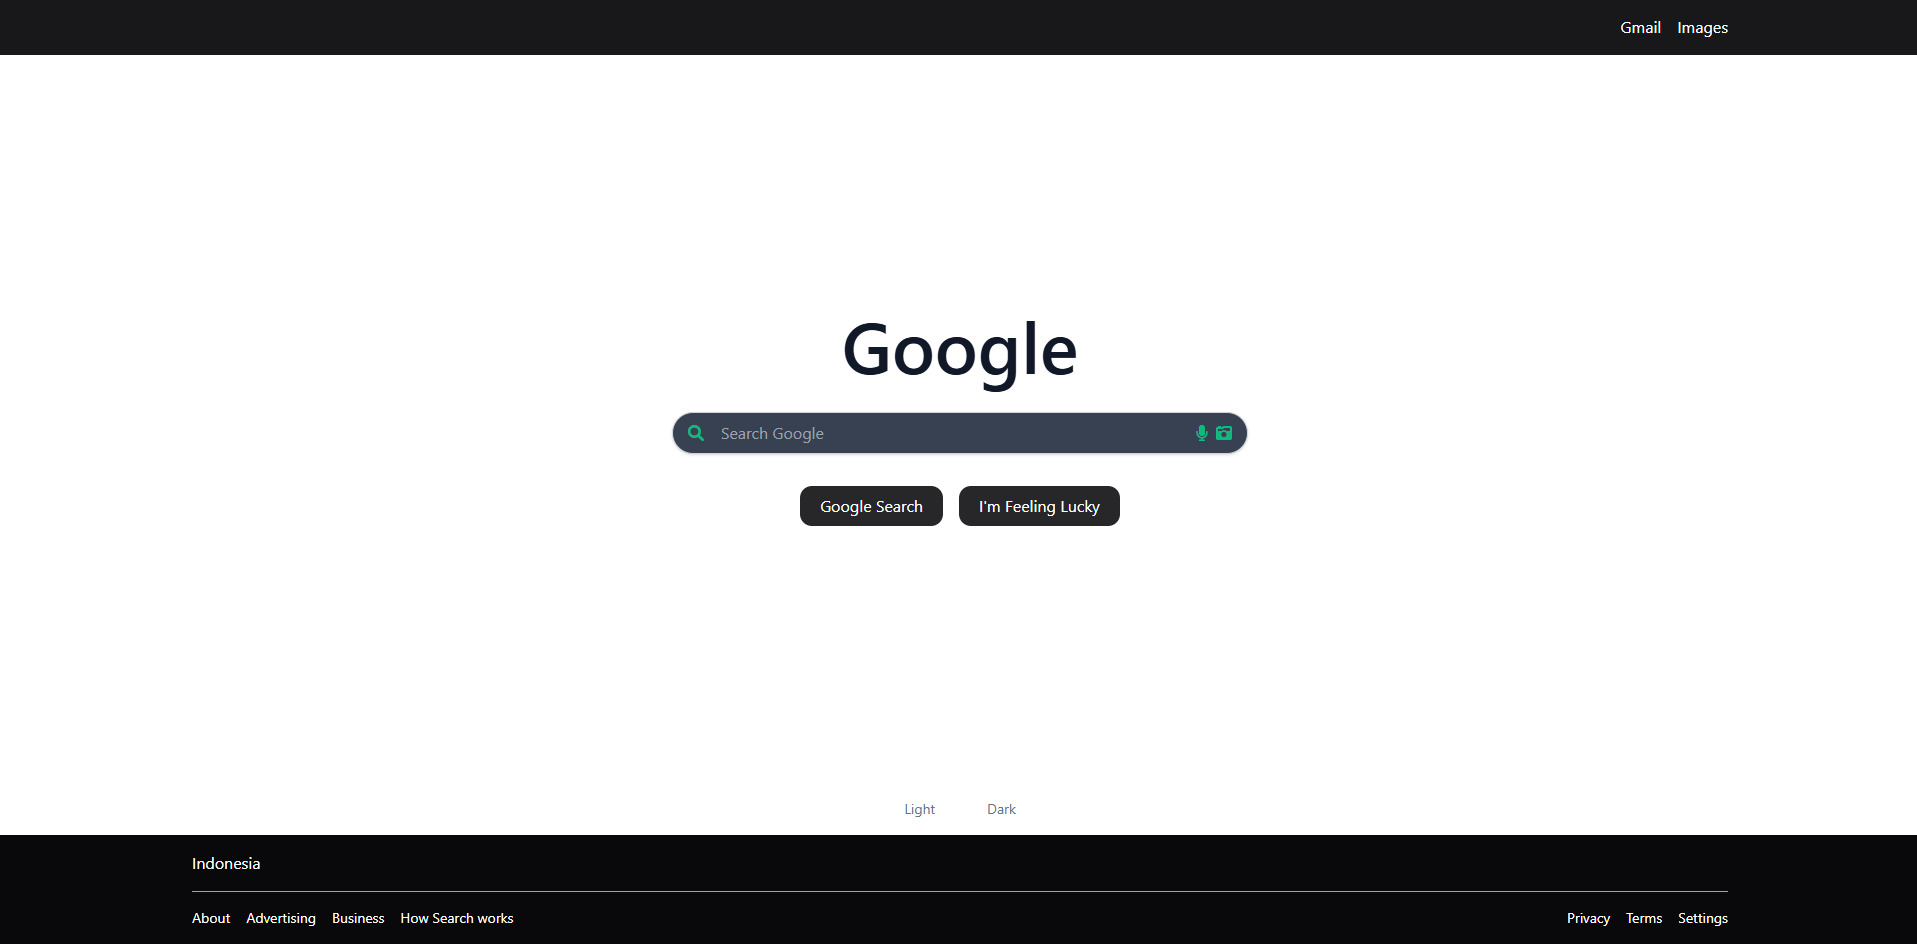 Gmail Images
Google
Search Google
Google Search I'm Feeling Lucky
Light Dark
Indonesia
About Advertising Business How Search works Privacy Terms Settings